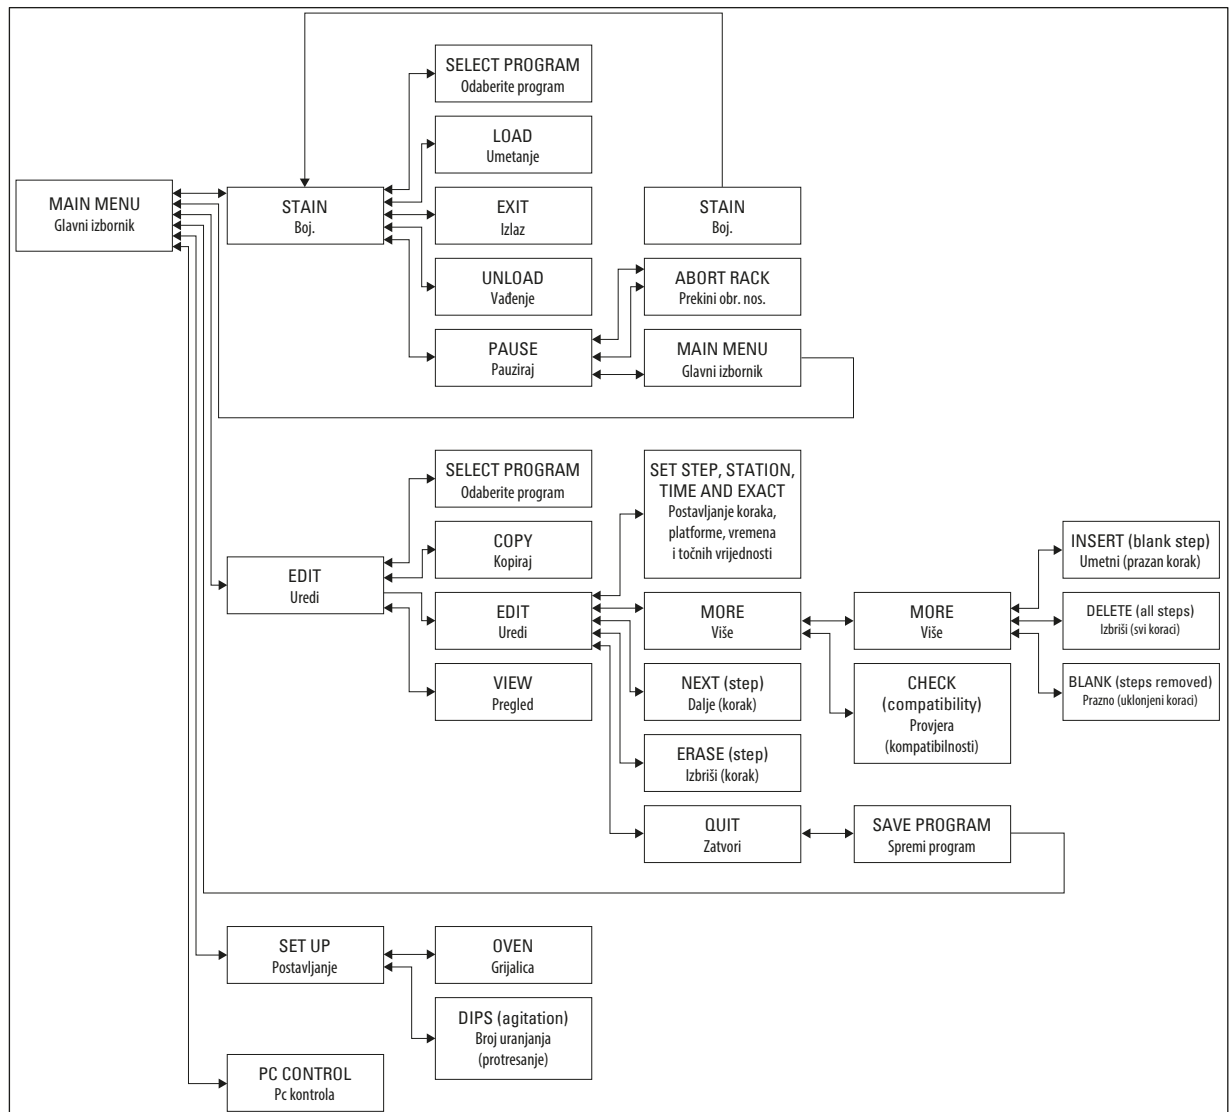 MAIN MENU
Glavni izbornik
STAIN
Boj.
SELECT PROGRAM
Odaberite program
LOAD
Umetanje
EXIT
Izlaz
UNLOAD
Vađenje
PAUSE
Pauziraj
STAIN
Boj.
ABORT RACK
Prekini obr. nos.
MAIN MENU
Glavni izbornik
EDIT
Uredi
SELECT PROGRAM
Odaberite program
COPY
Kopiraj
EDIT
Uredi
VIEW
Pregled
SET STEP, STATION,
TIME AND EXACT
Postavljanje koraka,
platforme, vremena
i točnih vrijednosti
MORE
Više
NEXT (step)
Dalje (korak)
ERASE (step)
Izbriši (korak)
QUIT
Zatvori
MORE
Više
CHECK
(compatibility)
Provjera
(kompatibilnosti)
SAVE PROGRAM
Spremi program
INSERT (blank step)
Umetni (prazan korak)
DELETE (all steps)
Izbriši (svi koraci)
BLANK (steps removed)
Prazno (uklonjeni koraci)
SET UP
Postavljanje
OVEN
Grijalica
DIPS (agitation)
Broj uranjanja
(protresanje)
PC CONTROL
Pc kontrola